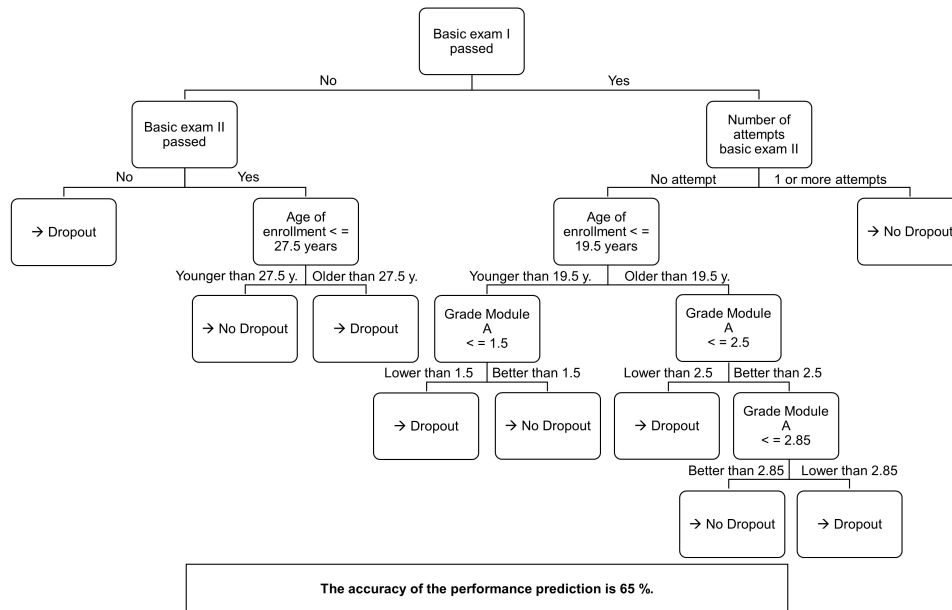 Basic exam I
passed
No
Yes
Basic exam II
passed
Number of
attempts
basic exam II
No
Yes
No attempt
1 or more attempts
→ Dropout
Age of
enrollment < =
27.5 years
Age of
enrollment < =
19.5 years
→ No Dropout
Younger than 27.5 y.
Older than 27.5 y.
Younger than 19.5 y.
Older than 19.5 y.
→ No Dropout
→ Dropout
Grade Module
A
< = 1.5
Grade Module
A
< = 2.5
Lower than 1.5
Better than 1.5
Lower than 2.5
Better than 2.5
→ Dropout
→ No Dropout
→ Dropout
Grade Module
A
< = 2.85
Better than 2.85
Lower than 2.85
→ No Dropout
→ Dropout
The accuracy of the performance prediction is 65 %.